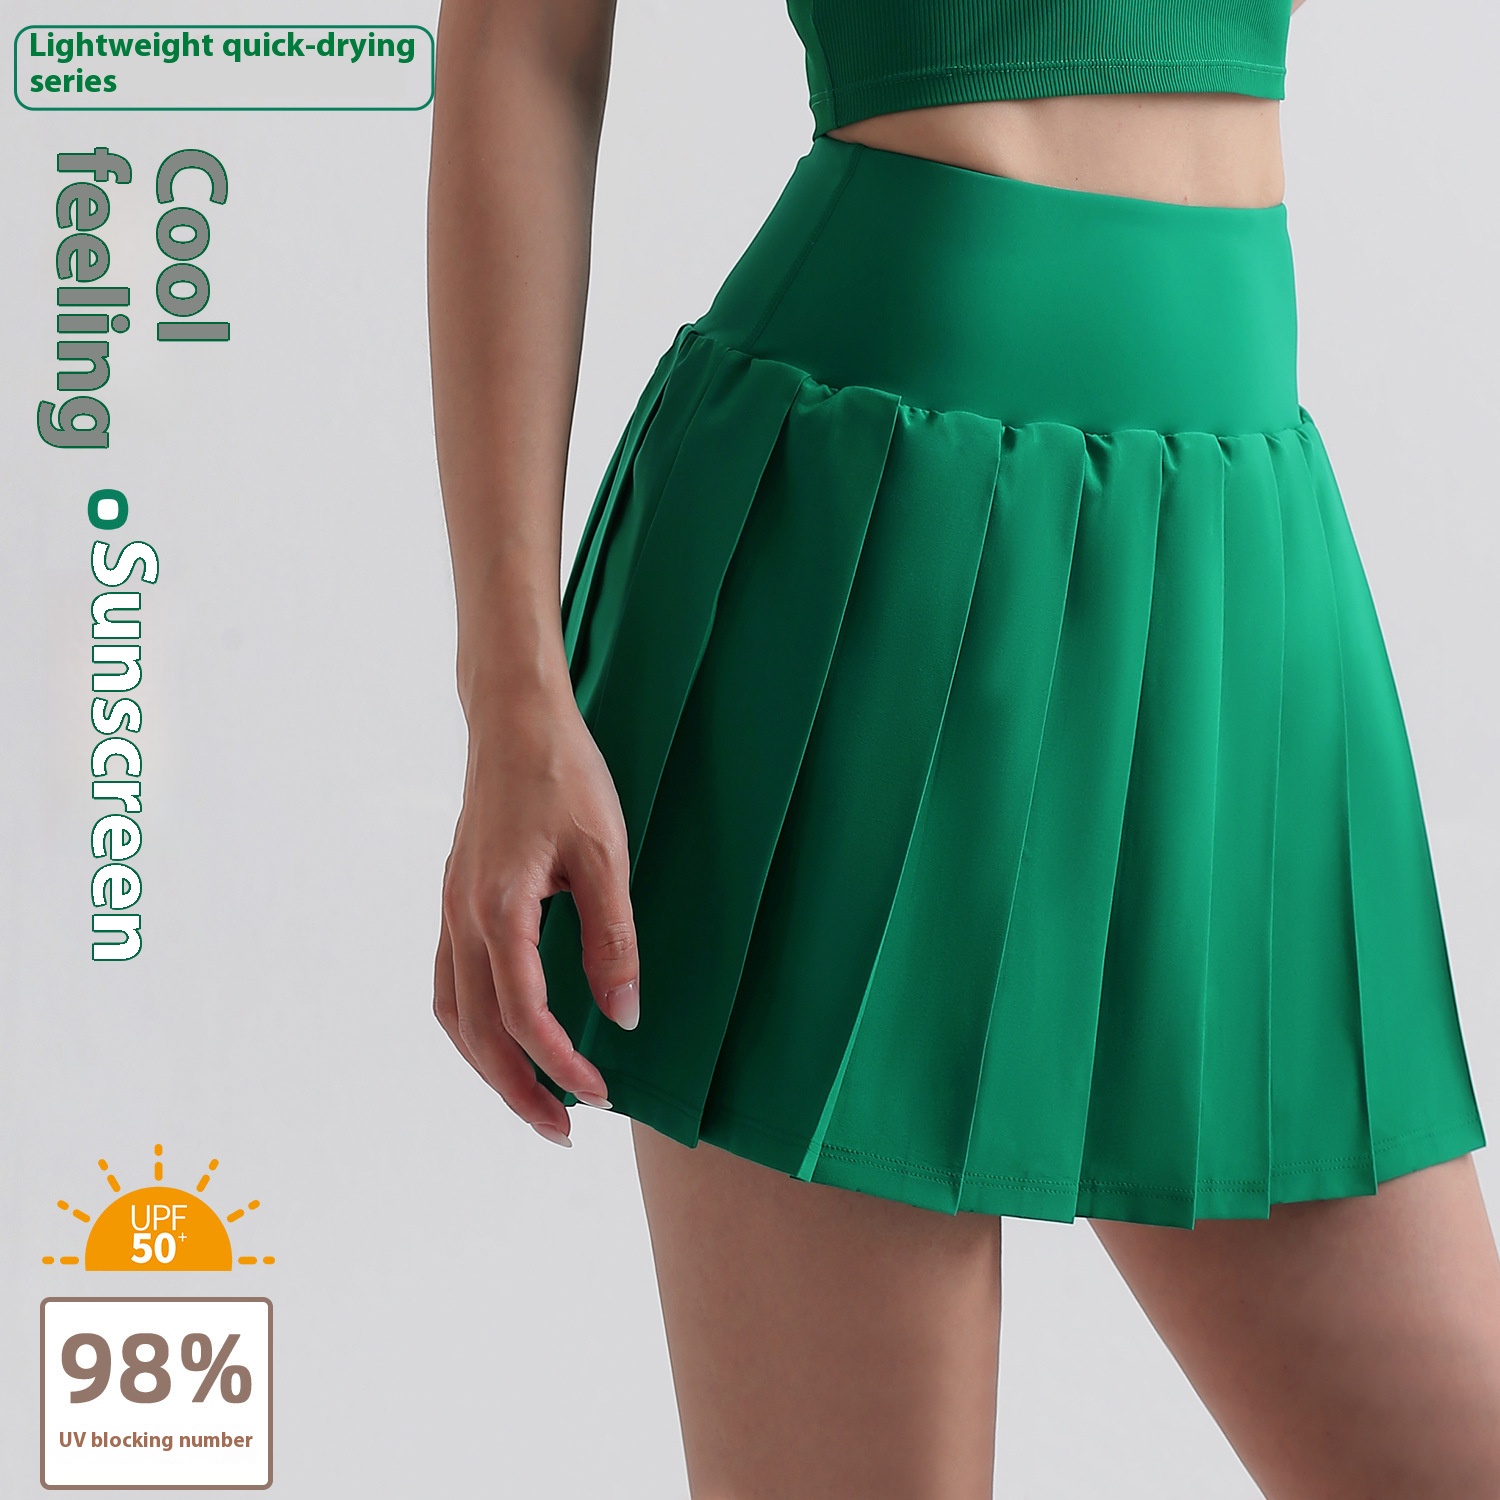 Lightweight quick-drying
series
Cool
feeling
Sunscreen
UPF
50+
98%
UV blocking number